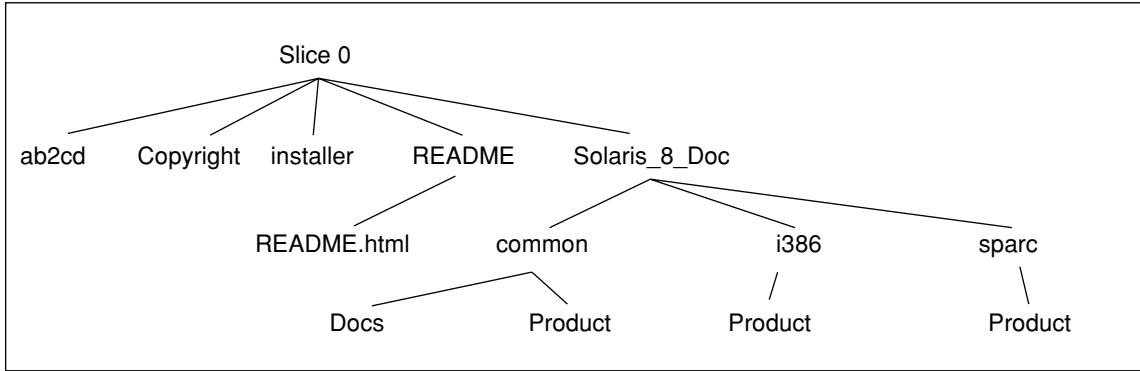 Slice 0
ab2cd Copyright installer README Solaris_8_Doc
README.html common i386 sparc
Docs Product Product Product